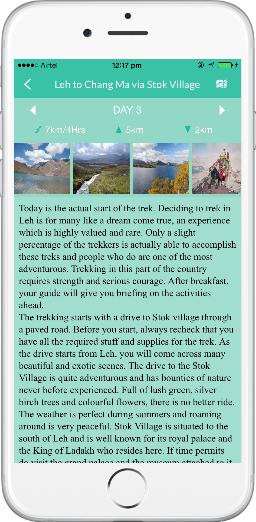 Airtel 12:17 pm
Leh to Chang Ma via Stok Village
DAY 3
7km/4Hrs 5km 2km
Today is the actual start of the trek. Deciding to trek in
Leh is for many like a dream come true, an experience
which is highly valued and rare. Only a slight
percentage of the trekkers is actually able to accomplish
these treks and people who do are one of the most
adventurous. Trekking in this part of the country
requires strength and serious courage. After breakfast,
your guide will give you briefing on the activities
ahead.
The trekking starts with a drive to Stok village through
a paved road. Before you start, always recheck that you
have all the required stuff and supplies for the trek. As
the drive starts from Leh, you will come across many
beautiful and exotic scenes. The drive to the Stok
Village is quite adventurous and has bounties of nature
never before experienced. Full of lush green, silver
birch trees and colourful flowers, there is no better ride.
The weather is perfect during summers and roaming
around is very peaceful. Stok Village is situated to the
south of Leh and is well known for its royal palace and
the King of Ladakh who resides here. If time permits
do visit the grand palace and the museum attached to it